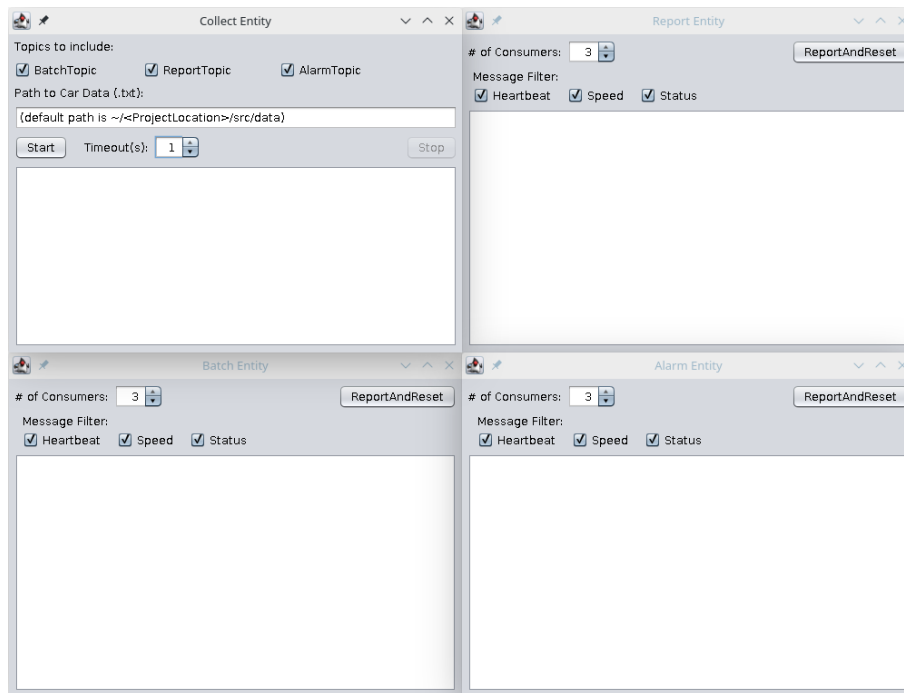 Collect Entity
Topics to include:
BatchTopic ReportTopic AlarmTopic
Path to Car Data (.txt):
(default path is ~/<ProjectLocation>/src/data)
Start Timeout(s): 1 Stop
Report Entity
# of Consumers: 3 ReportAndReset
Message Filter:
Heartbeat Speed Status
Batch Entity
# of Consumers: 3 ReportAndReset
Message Filter:
Heartbeat Speed Status
Alarm Entity
# of Consumers: 3 ReportAndReset
Message Filter:
Heartbeat Speed Status